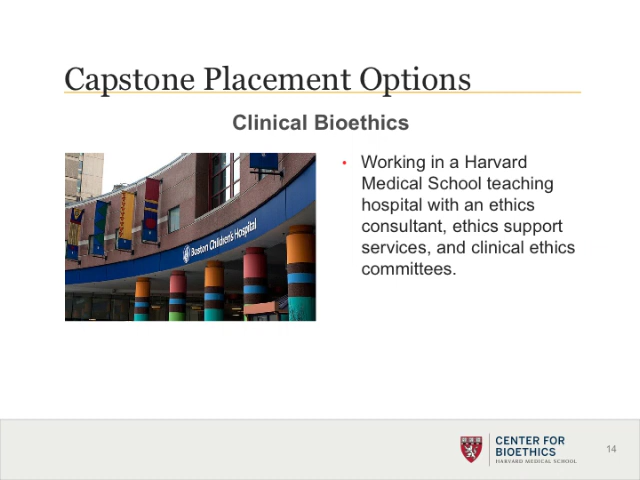 Capstone Placement Options
Clinical Bioethics
Boston Children's Hospital
• Working in a Harvard
Medical School teaching
hospital with an ethics
consultant, ethics support
services, and clinical ethics
committees.
CENTER FOR
BIOETHICS
HARVARD MEDICAL SCHOOL
14